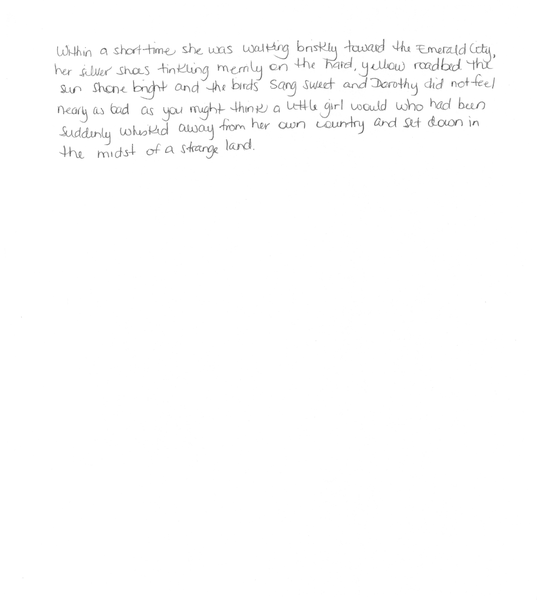 Within a short time she was walking briskly toward the Emerald City,
her silver shoes tinkling merrily on the hard, yellow roadbed the
sun shone bright and the birds sang sweet and Dorothy did not feel
nearly as bad as you might think a little girl would who had been
suddenly whisked away from her own country and set down in
the midst of a strange land.